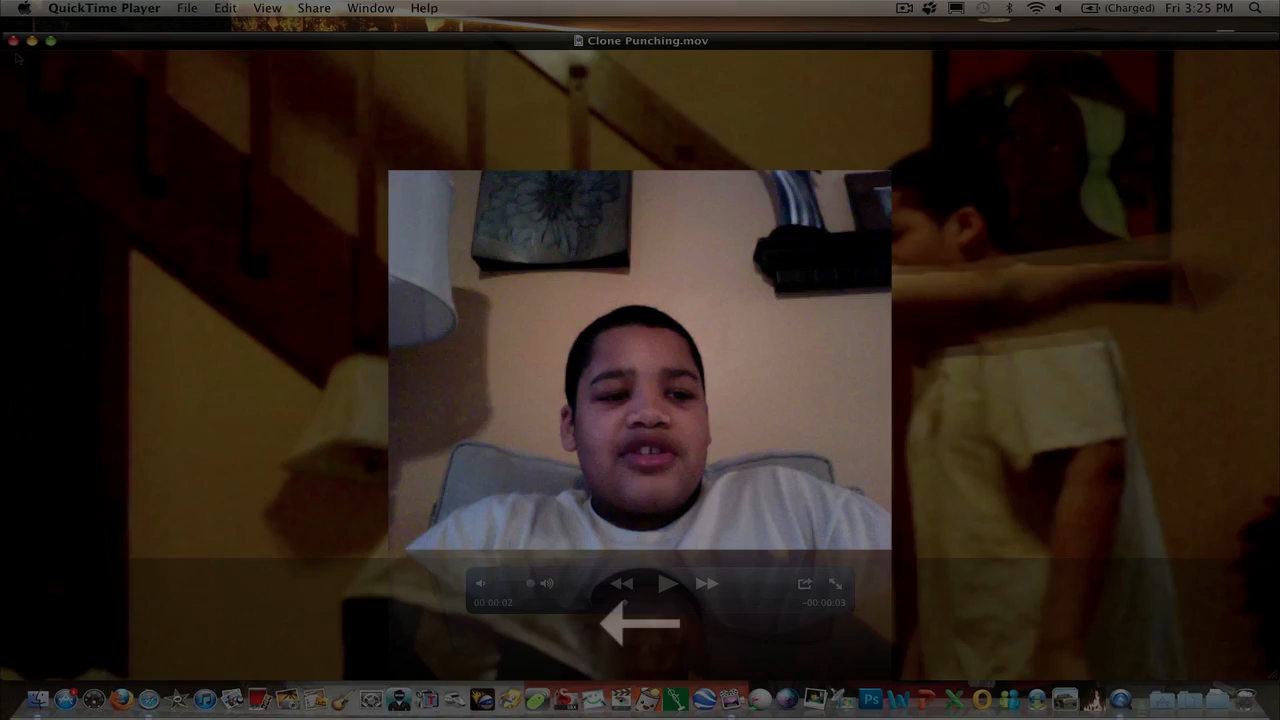 QuickTime Player File Edit View Share Window Help (Charged) Fri 3:25 PM
Clone Punching.mov
00:00:02 -00:00:03
Ps W P X O